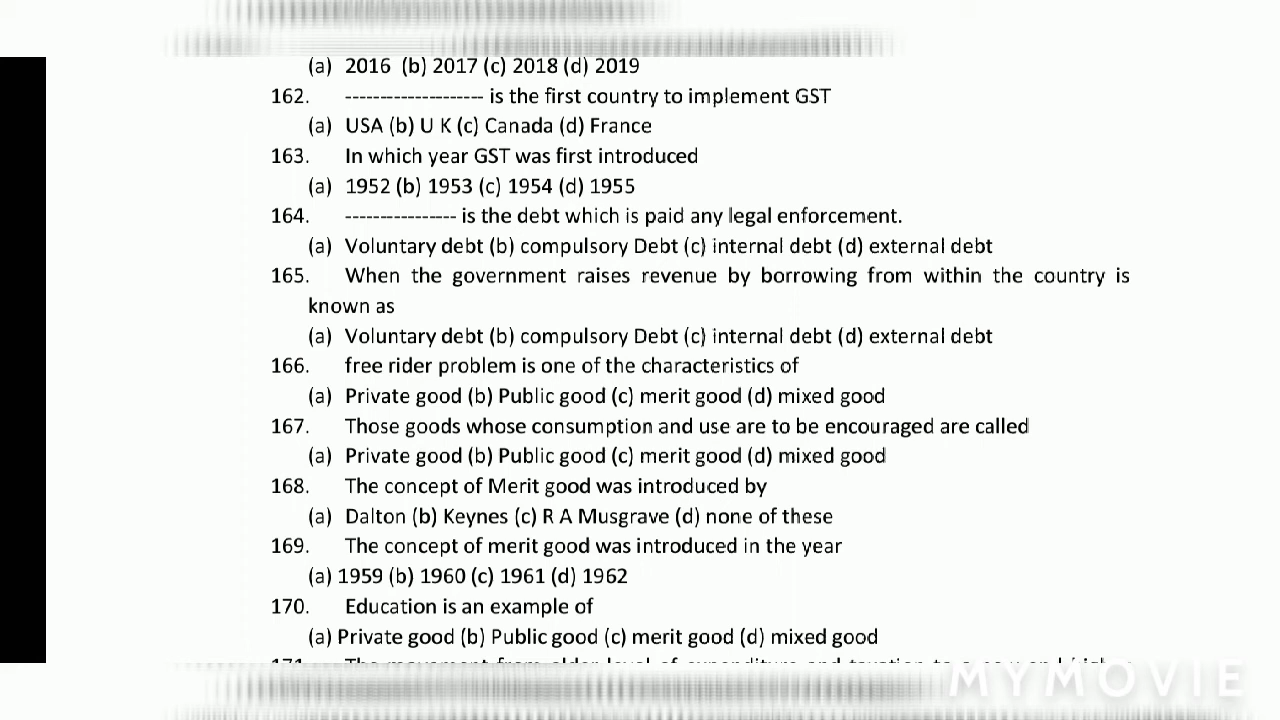 (a) 2016 (b) 2017 (c) 2018 (d) 2019
162. -------------------- is the first country to implement GST
(a) USA (b) U K (c) Canada (d) France
163. In which year GST was first introduced
(a) 1952 (b) 1953 (c) 1954 (d) 1955
164. ---------------- is the debt which is paid any legal enforcement.
(a) Voluntary debt (b) compulsory Debt (c) internal debt (d) external debt
165. When the government raises revenue by borrowing from within the country is
known as
(a) Voluntary debt (b) compulsory Debt (c) internal debt (d) external debt
166. free rider problem is one of the characteristics of
(a) Private good (b) Public good (c) merit good (d) mixed good
167. Those goods whose consumption and use are to be encouraged are called
(a) Private good (b) Public good (c) merit good (d) mixed good
168. The concept of Merit good was introduced by
(a) Dalton (b) Keynes (c) R A Musgrave (d) none of these
169. The concept of merit good was introduced in the year
(a) 1959 (b) 1960 (c) 1961 (d) 1962
170. Education is an example of
(a) Private good (b) Public good (c) merit good (d) mixed good
MYMOVIE